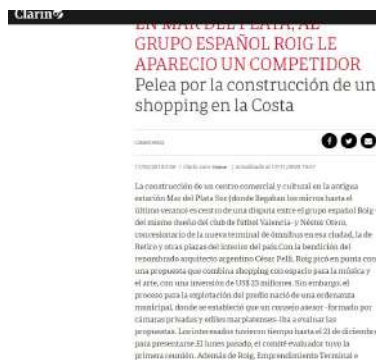 Clarín
EN MAR DEL PLATA, AL
GRUPO ESPAÑOL ROIG LE
APARECIO UN COMPETIDOR
Pelea por la construcción de un
shopping en la Costa
La construcción de un centro comercial y cultural en la antigua
estación Mar del Plata Sur (donde llegaban los micros hasta el
último verano) es centro de una disputa entre el grupo español Roig -
del mismo dueño del club de fútbol Valencia- y Néstor Otero,
concesionario de la nueva terminal de ómnibus en esa ciudad, la de
Retiro y otras plazas del interior del país.Con la bendición del
renombrado arquitecto argentino César Pelli, Roig picó en punta con
una propuesta que combina shopping con espacio para la música y
el arte, con una inversión de US$ 23 millones. Sin embargo, el
proceso para la explotación del predio nació de una ordenanza
municipal, donde se estableció que un consejo asesor -formado por
cámaras privadas y ediles marplatenses- iba a evaluar las
propuestas. Los interesados tuvieron tiempo hasta el 21 de diciembre
para presentarse.El lunes pasado, el comité evaluador tuvo la
primera reunión. Además de Roig, Emprendimiento Terminal e